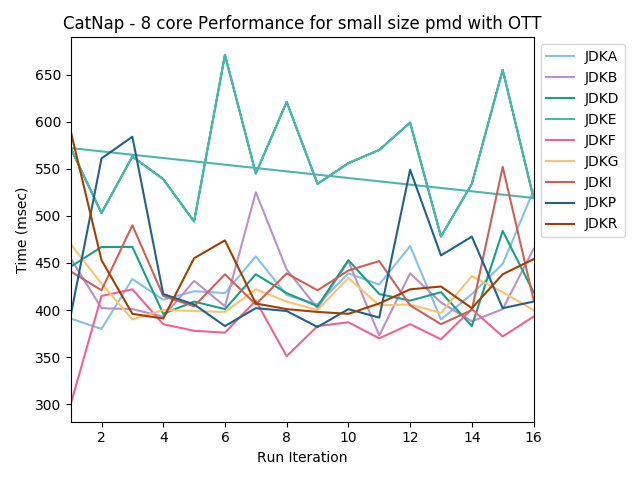 CatNap - 8 core Performance for small size pmd with OTT
Time (msec)
650
600
550
500
450
400
350
300
2 4 6 8 10 12 14 16
Run Iteration
JDKA
JDKB
JDKD
JDKE
JDKF
JDKG
JDKI
JDKP
JDKR